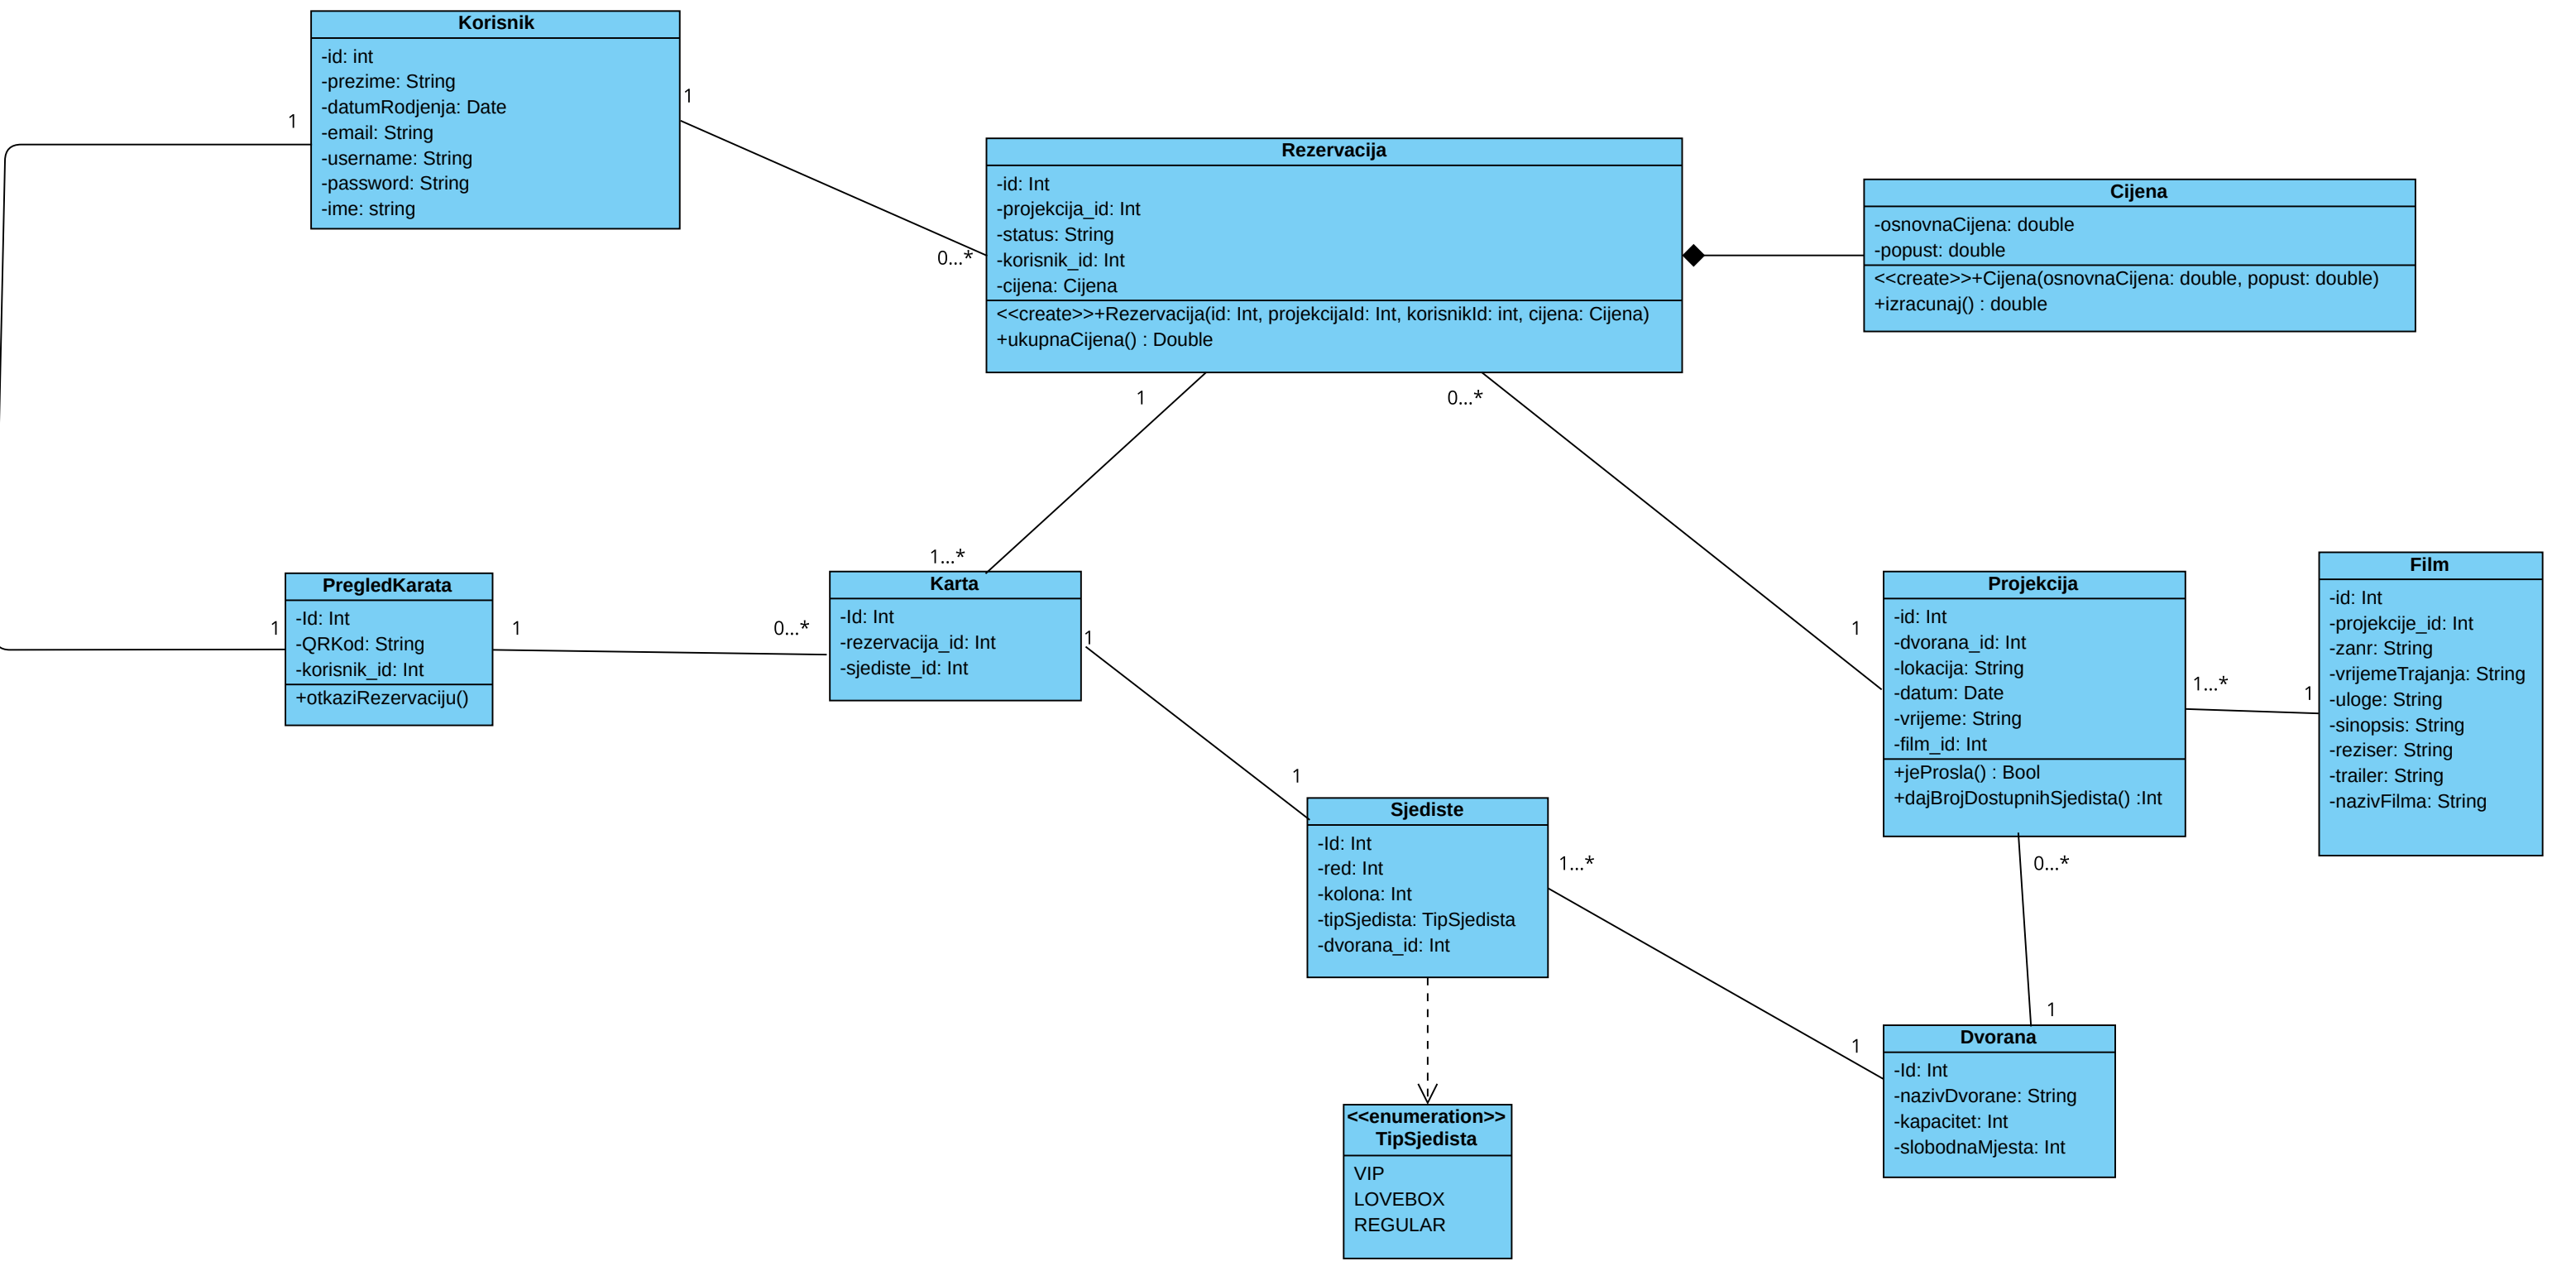 Korisnik
-id: int
-prezime: String
-datumRodjenja: Date
-email: String
-username: String
-password: String
-ime: string
1
1
0...*
Rezervacija
-id: Int
-projekcija_id: Int
-status: String
-korisnik_id: Int
-cijena: Cijena
<<create>>+Rezervacija(id: Int, projekcijaId: Int, korisnikId: int, cijena: Cijena)
+ukupnaCijena() : Double
Cijena
-osnovnaCijena: double
-popust: double
<<create>>+Cijena(osnovnaCijena: double, popust: double)
+izracunaj() : double
1
0...*
1...*
1
PregledKarata
-Id: Int
-QRKod: String
-korisnik_id: Int
+otkaziRezervaciju()
1
1
0...*
Karta
-Id: Int
-rezervacija_id: Int
-sjediste_id: Int
1
1
Projekcija
-id: Int
-dvorana_id: Int
-lokacija: String
-datum: Date
-vrijeme: String
-film_id: Int
+jeProsla() : Bool
+dajBrojDostupnihSjedista() :Int
1...*
1
Film
-id: Int
-projekcije_id: Int
-zanr: String
-vrijemeTrajanja: String
-uloge: String
-sinopsis: String
-reziser: String
-trailer: String
-nazivFilma: String
Sjediste
-Id: Int
-red: Int
-kolona: Int
-tipSjedista: TipSjedista
-dvorana_id: Int
1...*
1
0...*
1
Dvorana
-Id: Int
-nazivDvorane: String
-kapacitet: Int
-slobodnaMjesta: Int
<<enumeration>>
TipSjedista
VIP
LOVEBOX
REGULAR